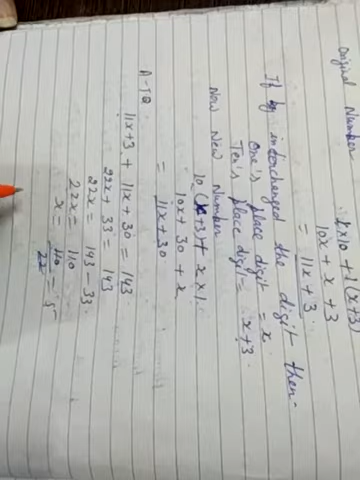 Original Number
x×10 + 1(x+3)
10x + x + 3
= 11x + 3.
If by interchanged the digit then-
one's place digit = x.
Ten's place digit = x+3.
Now New Number
10(x+3) + x × 1.
10x + 30 + x
= 11x + 30
A-TQ
11x+3 + 11x + 30 = 143
22x + 33 = 143
22x = 143 - 33.
22x = 110
x = 110/22 = 5